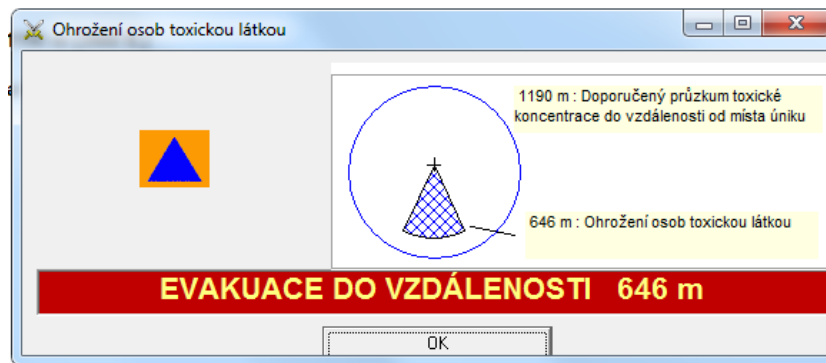 Ohrožení osob toxickou látkou
1190 m : Doporučený průzkum toxické
koncentrace do vzdálenosti od místa úniku
646 m : Ohrožení osob toxickou látkou
EVAKUACE DO VZDÁLENOSTI 646 m
OK